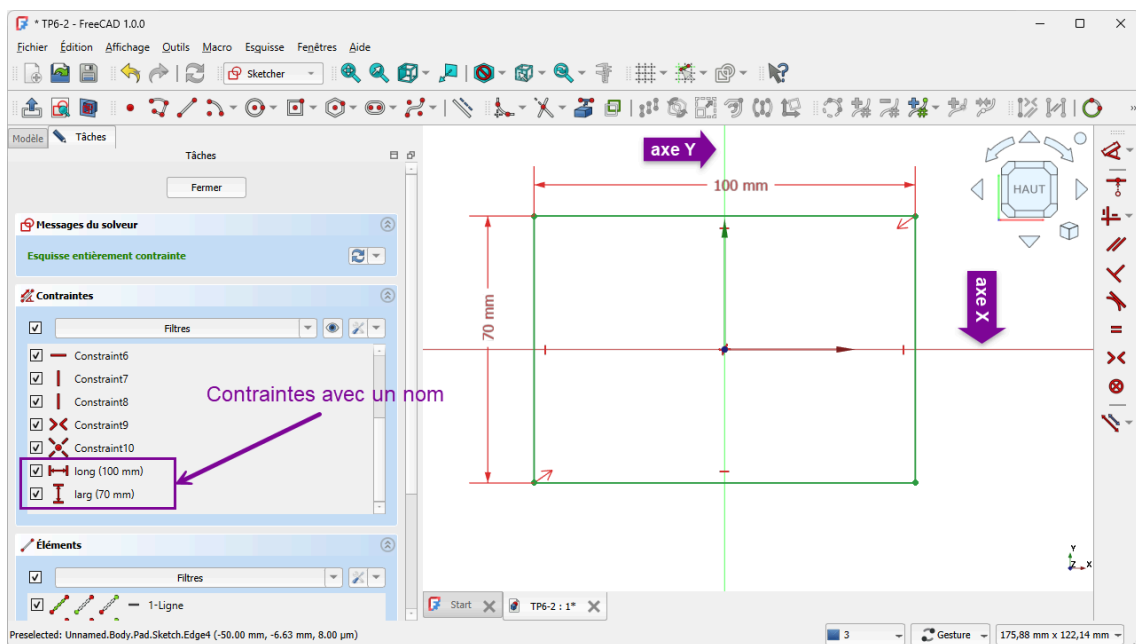 * TP6-2 - FreeCAD 1.0.0
Fichier Édition Affichage Outils Macro Esquisse Fenêtres Aide
Sketcher
Modèle Tâches
Tâches
Fermer
Messages du solveur
Esquisse entièrement contrainte
Contraintes
Filtres
Constraint6
Constraint7
Constraint8
Constraint9
Constraint10
long (100 mm)
larg (70 mm)
Contraintes avec un nom
Éléments
Filtres
1-Ligne
axe Y
100 mm
70 mm
HAUT
axe X
Y
Z X
Start TP6-2 : 1*
Preselected: Unnamed.Body.Pad.Sketch.Edge4 (-50.00 mm, -6.63 mm, 8.00 µm)
3 Gesture 175,88 mm x 122,14 mm